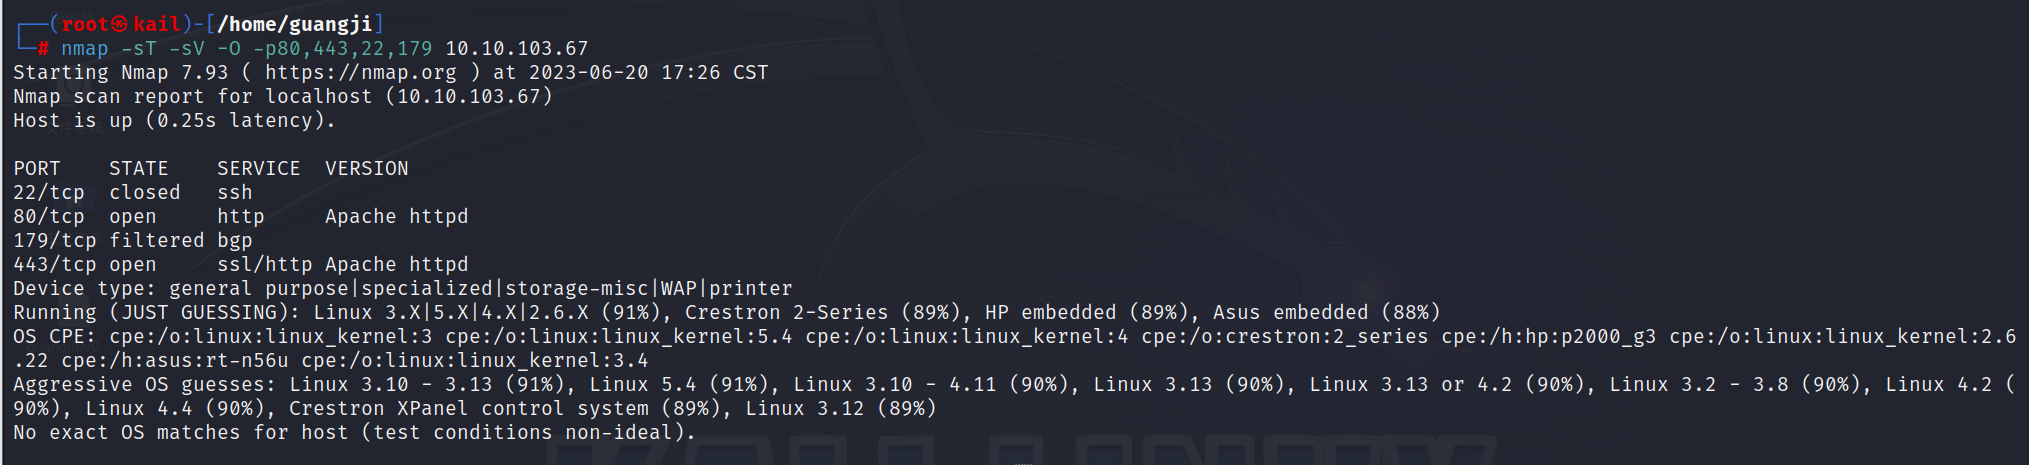 ┌──(root㉿kail)-[/home/guangji]
└─# nmap -sT -sV -O -p80,443,22,179 10.10.103.67
Starting Nmap 7.93 ( https://nmap.org ) at 2023-06-20 17:26 CST
Nmap scan report for localhost (10.10.103.67)
Host is up (0.25s latency).

PORT    STATE    SERVICE  VERSION
22/tcp  closed   ssh
80/tcp  open     http     Apache httpd
179/tcp filtered bgp
443/tcp open     ssl/http Apache httpd
Device type: general purpose|specialized|storage-misc|WAP|printer
Running (JUST GUESSING): Linux 3.X|5.X|4.X|2.6.X (91%), Crestron 2-Series (89%), HP embedded (89%), Asus embedded (88%)
OS CPE: cpe:/o:linux:linux_kernel:3 cpe:/o:linux:linux_kernel:5.4 cpe:/o:linux:linux_kernel:4 cpe:/o:crestron:2_series cpe:/h:hp:p2000_g3 cpe:/o:linux:linux_kernel:2.6
.22 cpe:/h:asus:rt-n56u cpe:/o:linux:linux_kernel:3.4
Aggressive OS guesses: Linux 3.10 - 3.13 (91%), Linux 5.4 (91%), Linux 3.10 - 4.11 (90%), Linux 3.13 (90%), Linux 3.13 or 4.2 (90%), Linux 3.2 - 3.8 (90%), Linux 4.2 (
90%), Linux 4.4 (90%), Crestron XPanel control system (89%), Linux 3.12 (89%)
No exact OS matches for host (test conditions non-ideal).